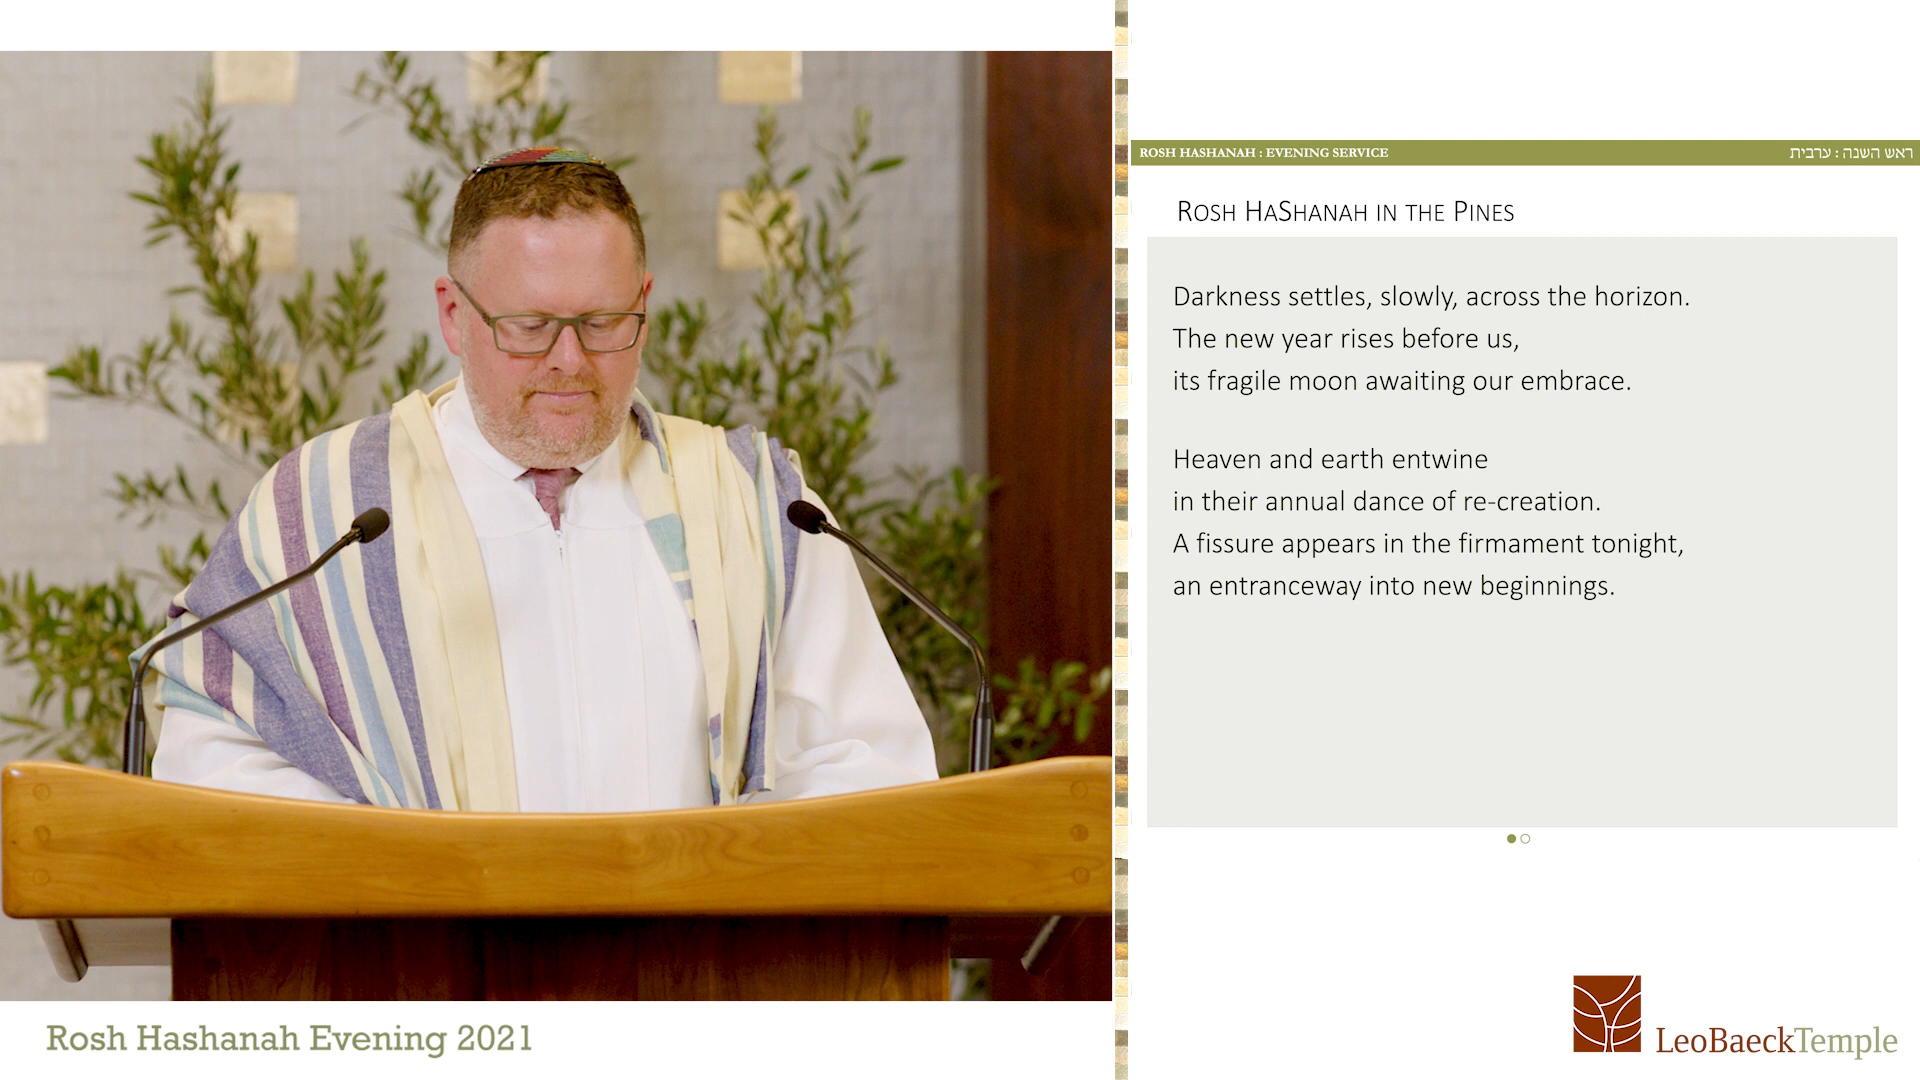 ROSH HASHANAH : EVENING SERVICE
ראש השנה : ערבית
ROSH HASHANAH IN THE PINES
Darkness settles, slowly, across the horizon.
The new year rises before us,
its fragile moon awaiting our embrace.
Heaven and earth entwine
in their annual dance of re-creation.
A fissure appears in the firmament tonight,
an entranceway into new beginnings.
Rosh Hashanah Evening 2021
LeoBaeckTemple